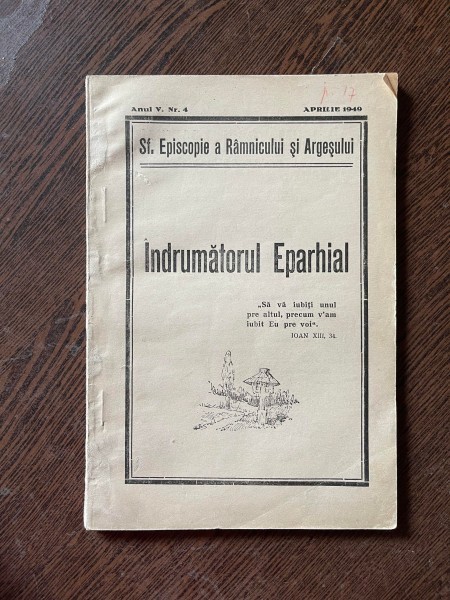 Anul V. Nr. 4 APRILIE 1949
Sf. Episcopie a Râmnicului și Argeșului
Îndrumătorul Eparhial
„Să vă iubiți unul
pre altul, precum v'am
iubit Eu pre voi“.
IOAN XIII, 34.